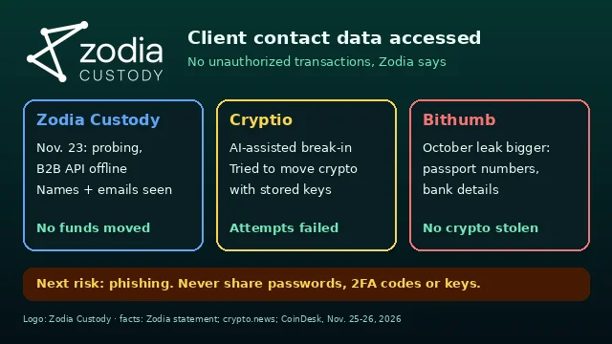 zodia
CUSTODY
Client contact data accessed
No unauthorized transactions, Zodia says
Zodia Custody
Nov. 23: probing,
B2B API offline
Names + emails seen
No funds moved
Cryptio
AI-assisted break-in
Tried to move crypto
with stored keys
Attempts failed
Bithumb
October leak bigger:
passport numbers,
bank details
No crypto stolen
Next risk: phishing. Never share passwords, 2FA codes or keys.
Logo: Zodia Custody · facts: Zodia statement; crypto.news; CoinDesk, Nov. 25-26, 2026